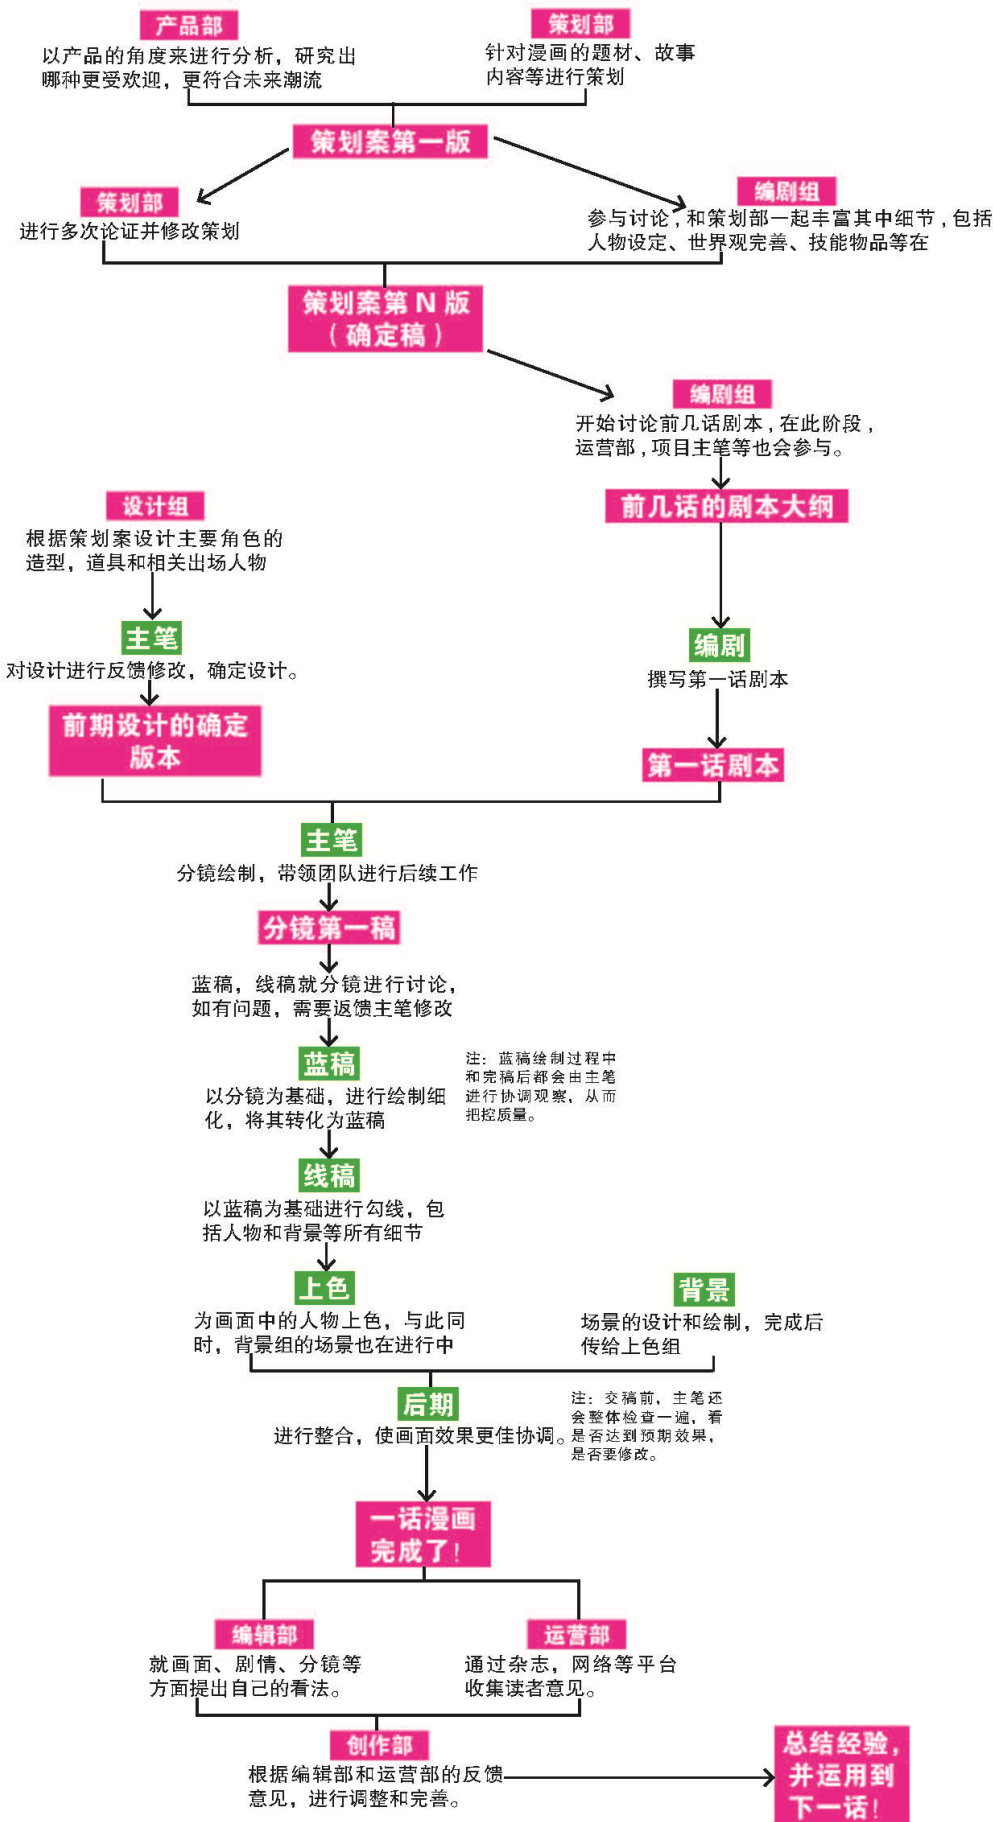 产品部
以产品的角度来进行分析，研究出
哪种更受欢迎，更符合未来潮流
策划部
针对漫画的题材、故事
内容等进行策划
策划案第一版
策划部
进行多次论证并修改策划
编剧组
参与讨论,和策划部一起丰富其中细节,包括
人物设定、世界观完善、技能物品等在
策划案第 N 版
（确定稿）
编剧组
开始讨论前几话剧本,在此阶段,
运营部,项目主笔等也会参与。
前几话的剧本大纲
设计组
根据策划案设计主要角色的
造型，道具和相关出场人物
主笔
对设计进行反馈修改，确定设计。
前期设计的确定
版本
编剧
撰写第一话剧本
第一话剧本
主笔
分镜绘制，带领团队进行后续工作
分镜第一稿
蓝稿，线稿就分镜进行讨论，
如有问题，需要返馈主笔修改
蓝稿
以分镜为基础，进行绘制细
化，将其转化为蓝稿
注：蓝稿绘制过程中
和完稿后都会由主笔
进行协调观察，从而
把控质量。
线稿
以蓝稿为基础进行勾线，包
括人物和背景等所有细节
上色
为画面中的人物上色，与此同
时，背景组的场景也在进行中
背景
场景的设计和绘制，完成后
传给上色组
后期
进行整合，使画面效果更佳协调。
注：交稿前，主笔还
会整体检查一遍，看
是否达到预期效果，
是否要修改。
一话漫画
完成了！
编辑部
就画面、剧情、分镜等
方面提出自己的看法。
运营部
通过杂志，网络等平台
收集读者意见。
创作部
根据编辑部和运营部的反馈
意见，进行调整和完善。
总结经验，
并运用到
下一话！